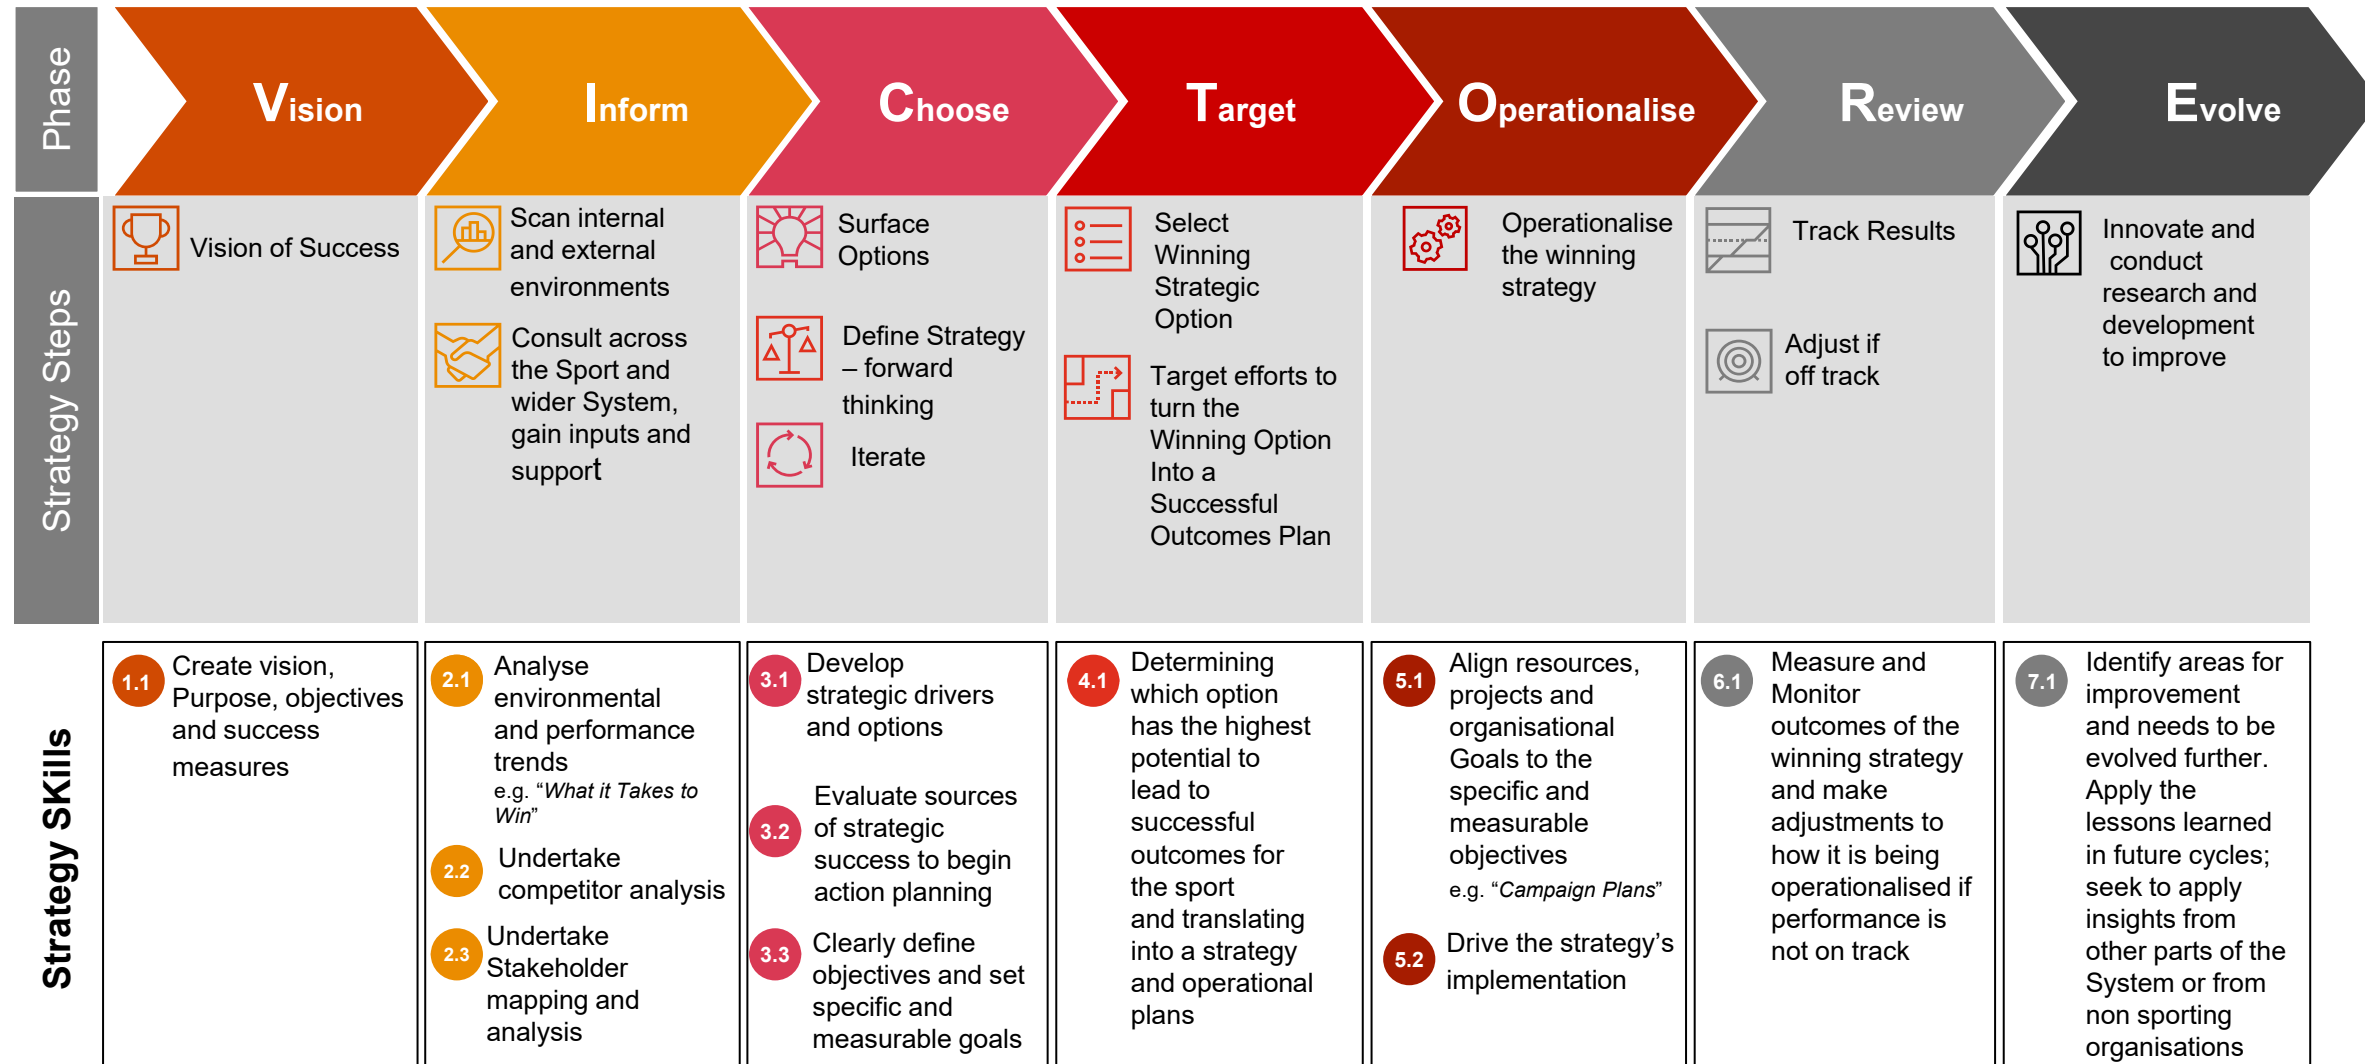 Phase
Vision
Inform
Choose
Target
Operationalise
Review
Evolve
Strategy Steps
Vision of Success
Scan internal
and external
environments
Consult across
the Sport and
wider System,
gain inputs and
support
Surface
Options
Define Strategy
– forward
thinking
Iterate
Select
Winning
Strategic
Option
Target efforts to
turn the
Winning Option
Into a
Successful
Outcomes Plan
Operationalise
the winning
strategy
Track Results
Adjust if
off track
Innovate and
conduct
research and
development
to improve
Strategy SKills
1.1
Create vision,
Purpose, objectives
and success
measures
2.1
Analyse
environmental
and performance
trends
e.g. “What it Takes to
Win”
2.2
Undertake
competitor analysis
2.3
Undertake
Stakeholder
mapping and
analysis
3.1
Develop
strategic drivers
and options
3.2
Evaluate sources
of strategic
success to begin
action planning
3.3
Clearly define
objectives and set
specific and
measurable goals
4.1
Determining
which option
has the highest
potential to
lead to
successful
outcomes for
the sport
and translating
into a strategy
and operational
plans
5.1
Align resources,
projects and
organisational
Goals to the
specific and
measurable
objectives
e.g. “Campaign Plans”
5.2
Drive the strategy’s
implementation
6.1
Measure and
Monitor
outcomes of the
winning strategy
and make
adjustments to
how it is being
operationalised if
performance is
not on track
7.1
Identify areas for
improvement
and needs to be
evolved further.
Apply the
lessons learned
in future cycles;
seek to apply
insights from
other parts of the
System or from
non sporting
organisations